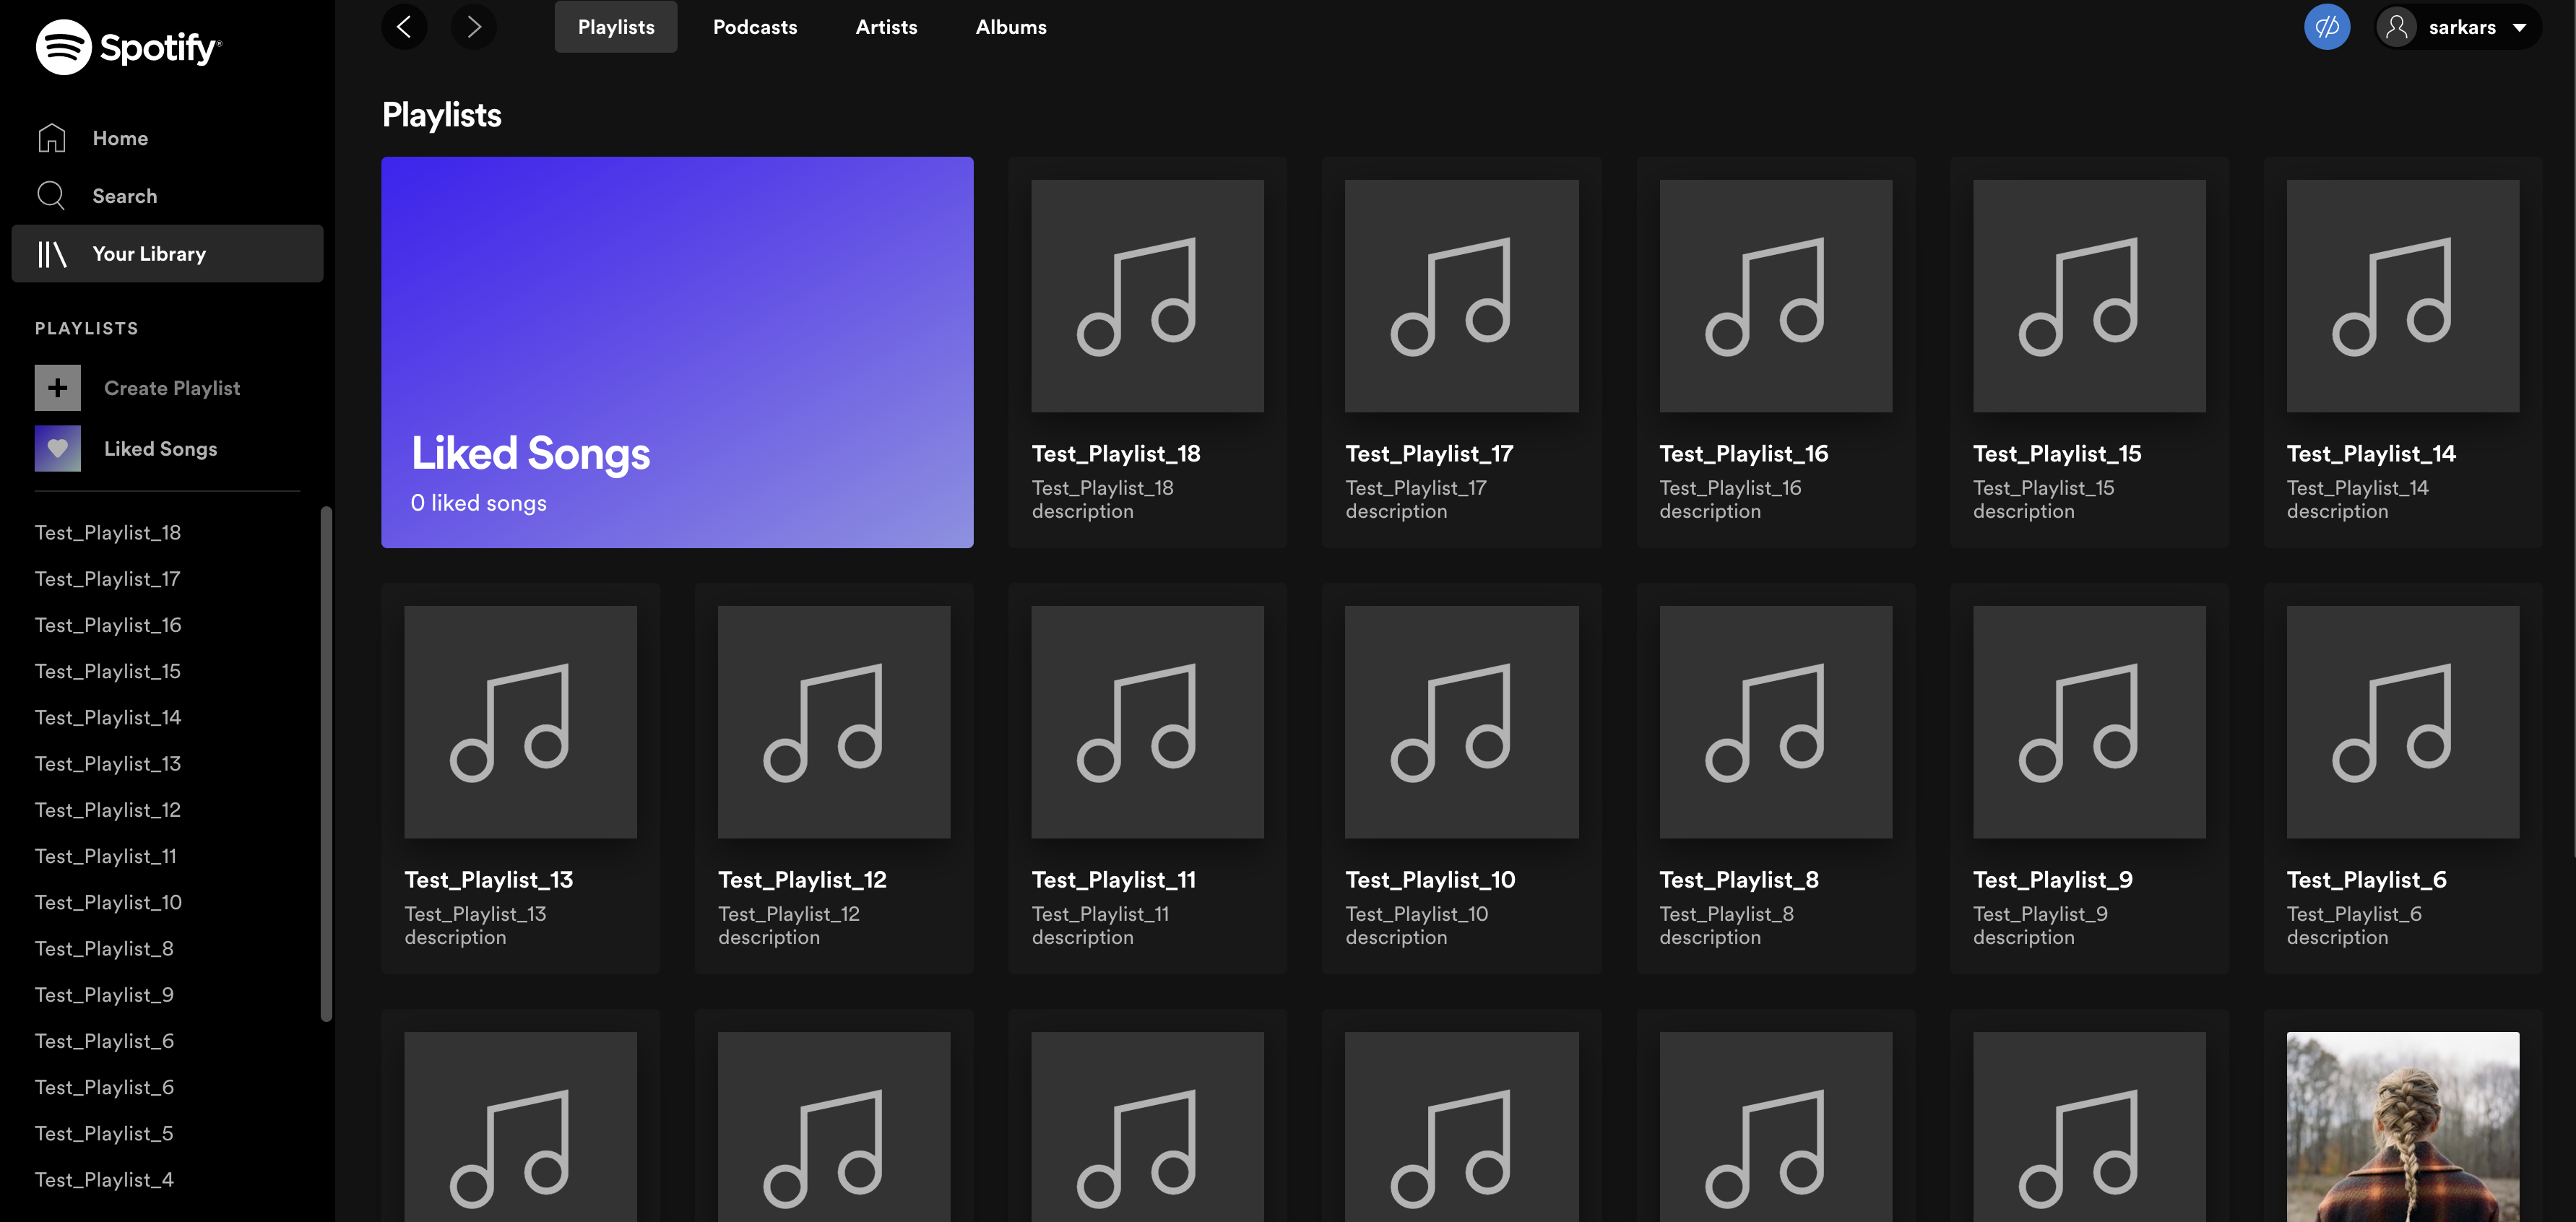 Spotify®
Home
Search
Your Library
PLAYLISTS
Create Playlist
Liked Songs
Test_Playlist_18
Test_Playlist_17
Test_Playlist_16
Test_Playlist_15
Test_Playlist_14
Test_Playlist_13
Test_Playlist_12
Test_Playlist_11
Test_Playlist_10
Test_Playlist_8
Test_Playlist_9
Test_Playlist_6
Test_Playlist_6
Test_Playlist_5
Test_Playlist_4
Playlists
Podcasts
Artists
Albums
sarkars
Playlists
Liked Songs
0 liked songs
Test_Playlist_18
Test_Playlist_18
description
Test_Playlist_17
Test_Playlist_17
description
Test_Playlist_16
Test_Playlist_16
description
Test_Playlist_15
Test_Playlist_15
description
Test_Playlist_14
Test_Playlist_14
description
Test_Playlist_13
Test_Playlist_13
description
Test_Playlist_12
Test_Playlist_12
description
Test_Playlist_11
Test_Playlist_11
description
Test_Playlist_10
Test_Playlist_10
description
Test_Playlist_8
Test_Playlist_8
description
Test_Playlist_9
Test_Playlist_9
description
Test_Playlist_6
Test_Playlist_6
description